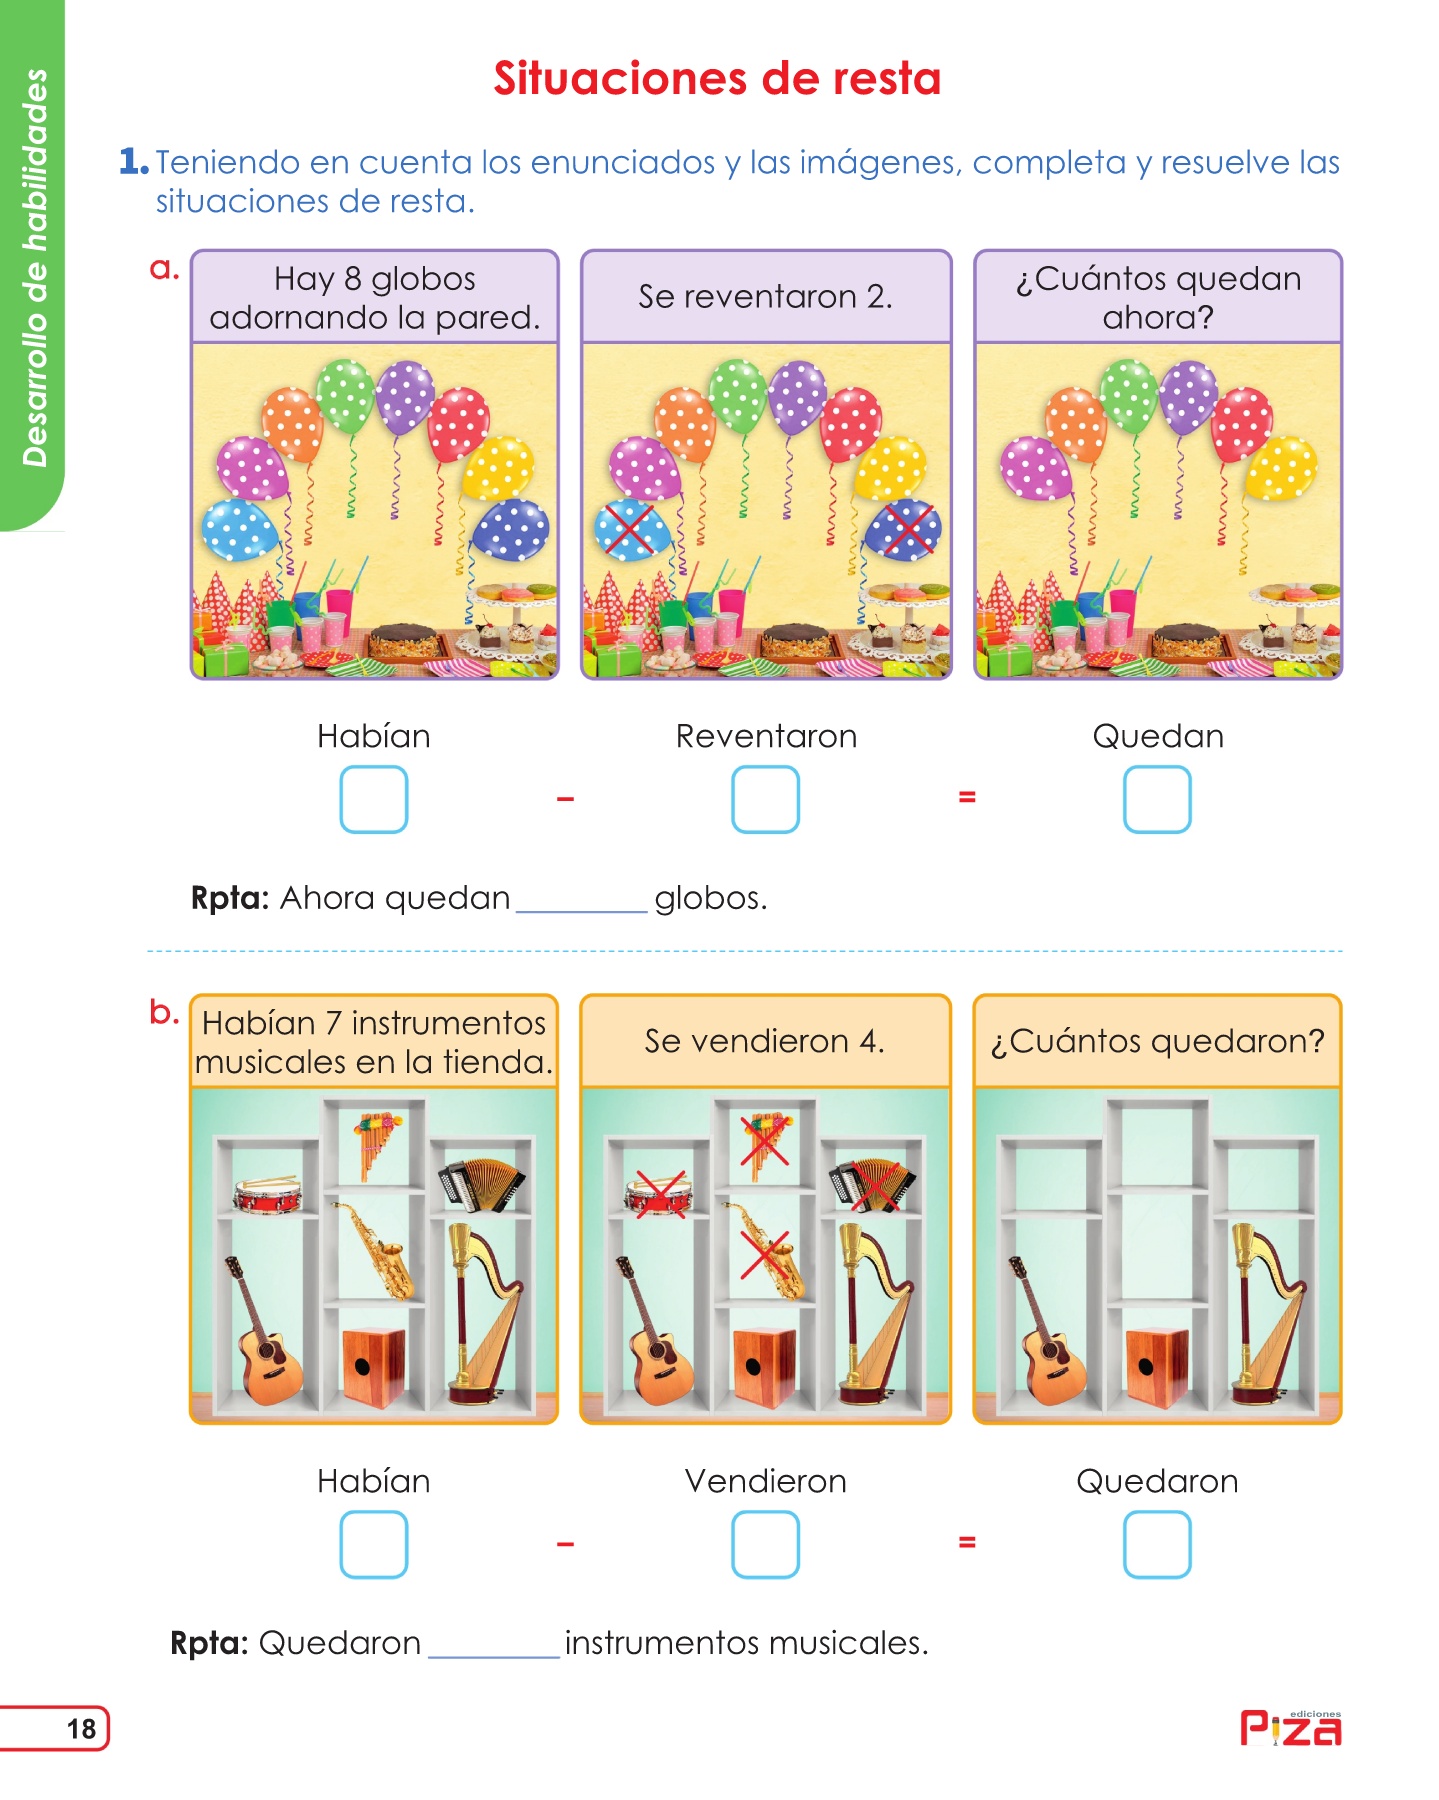 Desarrollo de habilidades
Situaciones de resta
1. Teniendo en cuenta los enunciados y las imágenes, completa y resuelve las
situaciones de resta.
a.
Hay 8 globos
adornando la pared.
Se reventaron 2.
¿Cuántos quedan
ahora?
Habían
Reventaron
Quedan
–
=
Rpta: Ahora quedan________ globos.
b.
Habían 7 instrumentos
musicales en la tienda.
Se vendieron 4.
¿Cuántos quedaron?
Habían
Vendieron
Quedaron
–
=
Rpta: Quedaron ________ instrumentos musicales.
18
ediciones
Piza